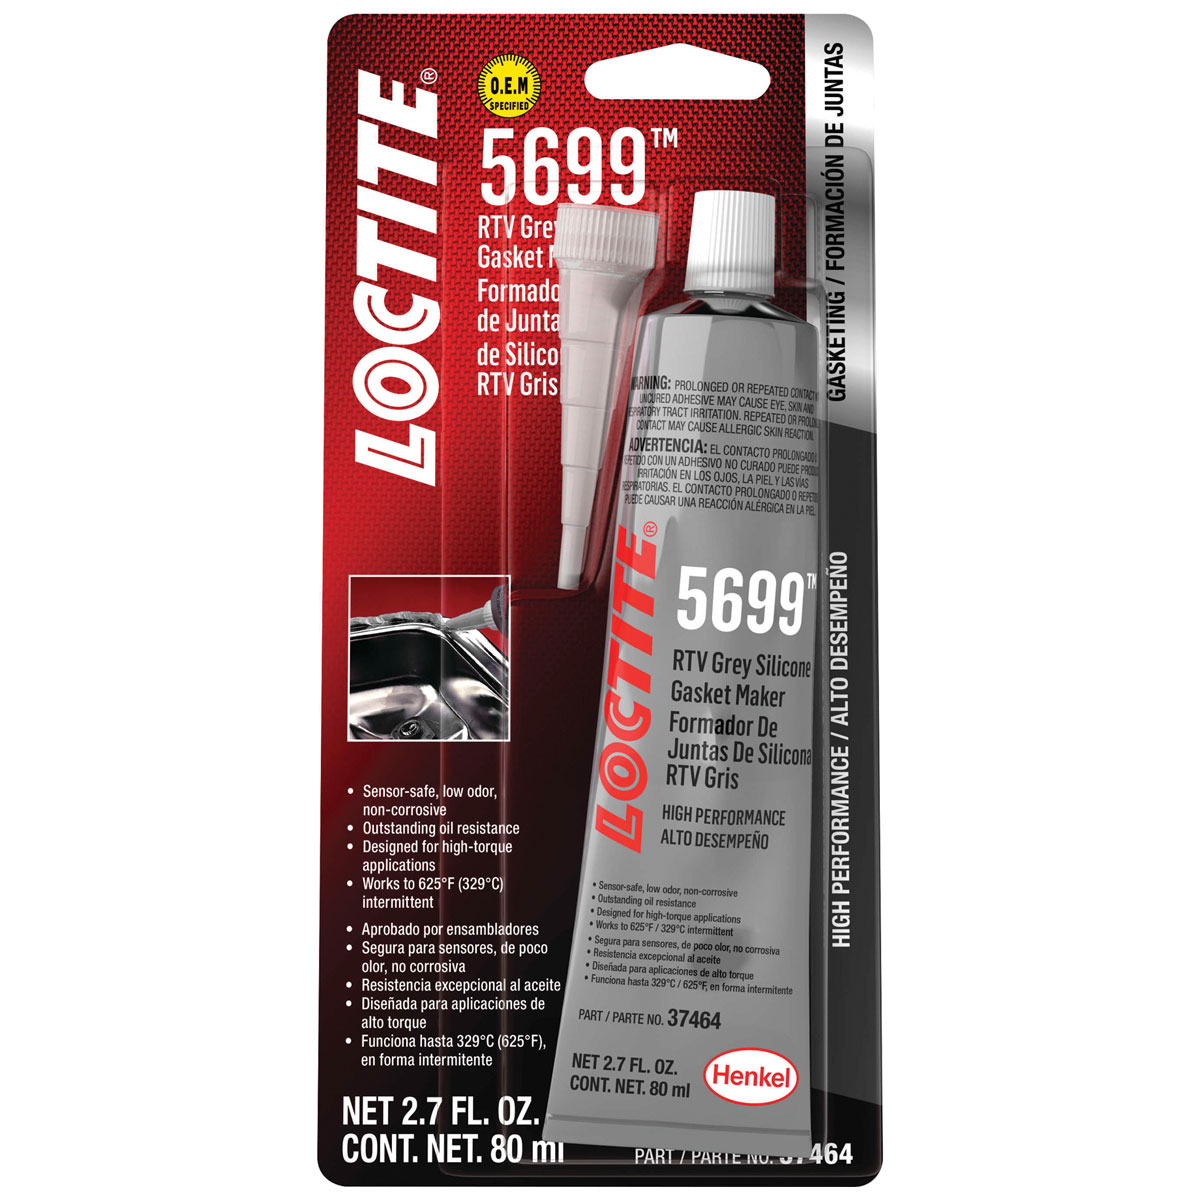 LOCTITE®
O.E.M
SPECIFIED
5699™
RTV Grey
Gasket
Formado
de Junta
de Silico
RTV Gris
GASKETING / FORMACIÓN DE JUNTAS
HIGH PERFORMANCE / ALTO DESEMPEÑO
• Sensor-safe, low odor,
non-corrosive
• Outstanding oil resistance
• Designed for high-torque
applications
• Works to 625°F (329°C)
intermittent
• Aprobado por ensambladores
• Segura para sensores, de poco
olor, no corrosiva
• Resistencia excepcional al aceite
• Diseñada para aplicaciones de
alto torque
• Funciona hasta 329°C (625°F),
en forma intermitente
NET 2.7 FL. OZ.
CONT. NET. 80 ml
PART / PARTE NO. 37464
WARNING: PROLONGED OR REPEATED CONTACT
UNCURED ADHESIVE MAY CAUSE EYE, SKIN AND
RESPIRATORY TRACT IRRITATION. REPEATED OR PROLON
CONTACT MAY CAUSE ALLERGIC SKIN REACTION.
ADVERTENCIA: EL CONTACTO PROLONGADO
REPETIDO CON UN ADHESIVO NO CURADO PUEDE PRODU
IRRITACIÓN EN LOS OJOS, LA PIEL Y LAS VÍAS
RESPIRATORIAS. EL CONTACTO PROLONGADO O REPET
PUEDE CAUSAR UNA REACCIÓN ALÉRGICA EN LA PIEL.
LOCTITE®
5699™
RTV Grey Silicone
Gasket Maker
Formador De
Juntas De Silicona
RTV Gris
HIGH PERFORMANCE
ALTO DESEMPEÑO
• Sensor-safe, low odor, non-corrosive
• Outstanding oil resistance
• Designed for high-torque applications
• Works to 625°F / 329°C intermittent
• Segura para sensores, de poco olor, no corrosiva
• Resistencia excepcional al aceite
• Diseñada para aplicaciones de alto torque
• Funciona hasta 329°C / 625°F, en forma intermitente
PART / PARTE NO. 37464
NET 2.7 FL. OZ.
CONT. NET. 80 ml
Henkel